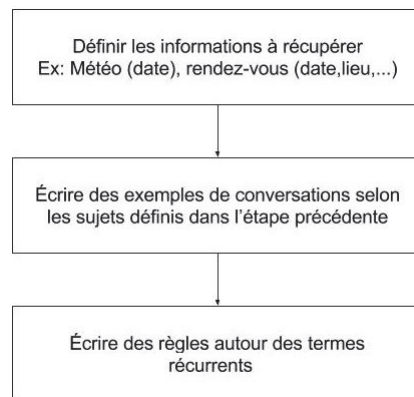 Définir les informations à récupérer
Ex: Météo (date), rendez-vous (date,lieu,...)
Écrire des exemples de conversations selon
les sujets définis dans l'étape précédente
Écrire des règles autour des termes
récurrents